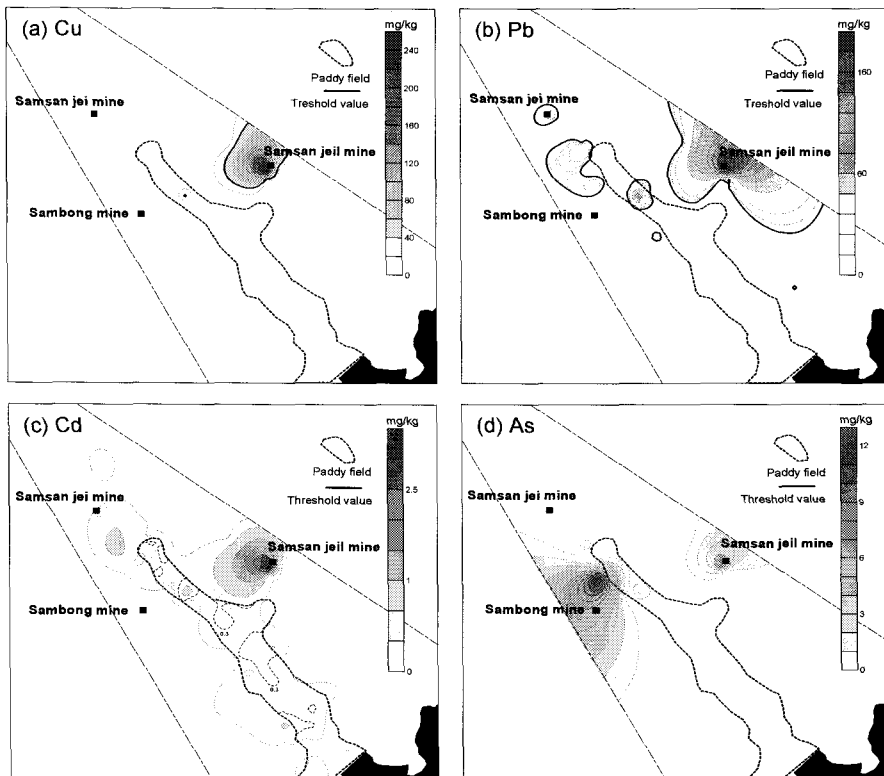 (a) Cu
mg/kg
240
200
160
120
80
40
0
Paddy field
Treshold value
Samsan jei mine
Samsan jeil mine
Sambong mine
(b) Pb
mg/kg
160
60
0
Paddy field
Treshold value
Samsan jei mine
Samsan jeil mine
Sambong mine
(c) Cd
mg/kg
2.5
1
0
Paddy field
Threshold value
Samsan jei mine
Samsan jeil mine
Sambong mine
0.3
0.3
(d) As
mg/kg
12
9
6
3
0
Paddy field
Threshold value
Samsan jei mine
Samsan jeil mine
Sambong mine